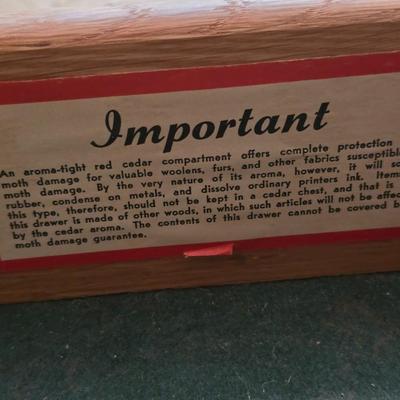 Important
An aroma-tight red cedar compartment offers complete protection
moth damage for valuable woolens, furs, and other fabrics susceptible
moth damage. By the very nature of its aroma, however, it will
rubber, condense on metals, and dissolve ordinary printers ink. Items
this type, therefore, should not be kept in a cedar chest, and that is
this drawer is made of other woods, in which such articles will not be
by the cedar aroma. The contents of this drawer cannot be covered
moth damage guarantee.